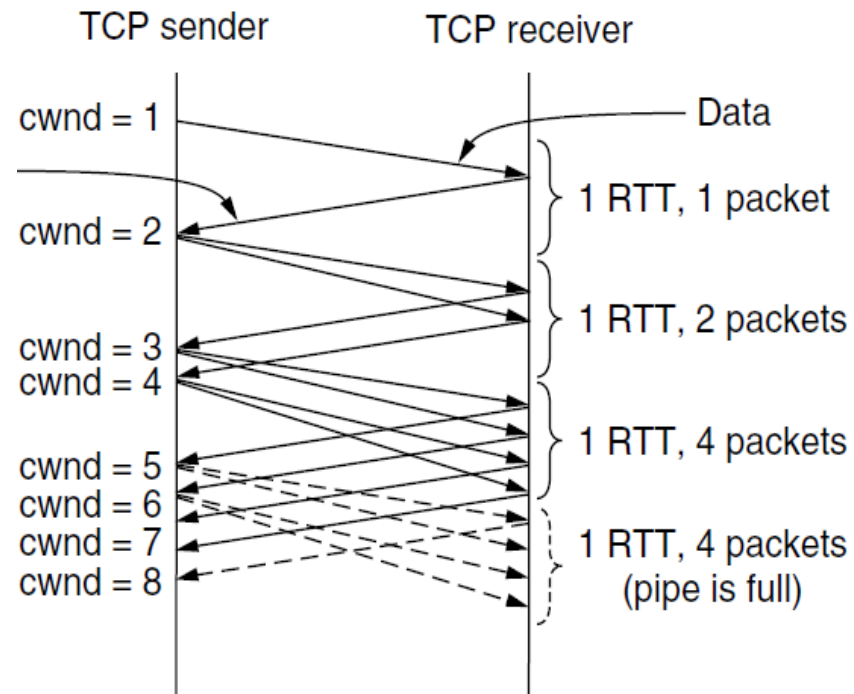 TCP sender
TCP receiver
cwnd = 1
Data
1 RTT, 1 packet
cwnd = 2
1 RTT, 2 packets
cwnd = 3
cwnd = 4
1 RTT, 4 packets
cwnd = 5
cwnd = 6
cwnd = 7
cwnd = 8
1 RTT, 4 packets
(pipe is full)